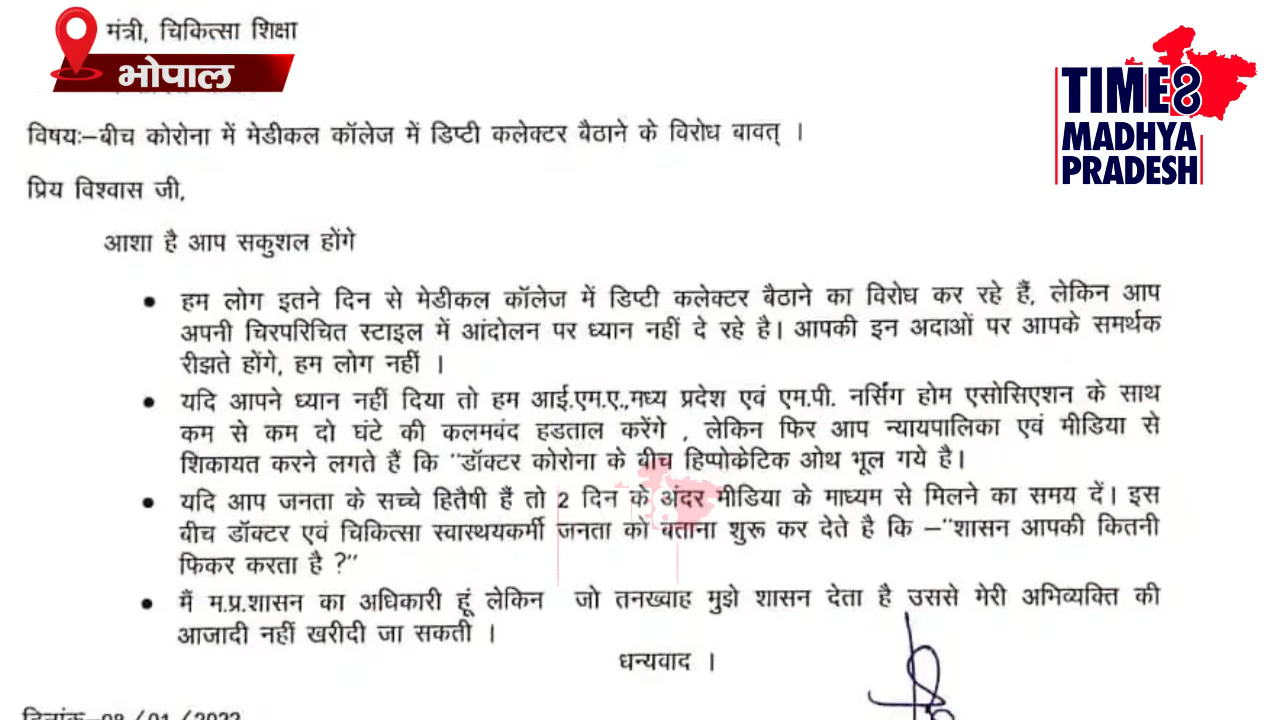 मंत्री, चिकित्सा शिक्षा
भोपाल
TIME8
MADHYA
PRADESH
विषयः–बीच कोरोना में मेडीकल कॉलेज में डिप्टी कलेक्टर बैठाने के विरोध बावत् ।
प्रिय विश्वास जी,
आशा है आप सकुशल होंगे
• हम लोग इतने दिन से मेडीकल कॉलेज में डिप्टी कलेक्टर बैठाने का विरोध कर रहे हैं, लेकिन आप
अपनी चिरपरिचित स्टाइल में आंदोलन पर ध्यान नहीं दे रहे है। आपकी इन अदाओं पर आपके समर्थक
रीझते होंगे, हम लोग नहीं ।
• यदि आपने ध्यान नहीं दिया तो हम आई.एम.ए.,मध्य प्रदेश एवं एम.पी. नर्सिंग होम एसोसिएशन के साथ
कम से कम दो घंटे की कलमबंद हडताल करेंगे , लेकिन फिर आप न्यायपालिका एवं मीडिया से
शिकायत करने लगते हैं कि "डॉक्टर कोरोना के बीच हिप्पोक्रेटिक ओथ भूल गये है।
• यदि आप जनता के सच्चे हितैषी हैं तो 2 दिन के अंदर मीडिया के माध्यम से मिलने का समय दें। इस
बीच डॉक्टर एवं चिकित्सा स्वास्थयकर्मी जनता को बताना शुरू कर देते है कि –"शासन आपकी कितनी
फिकर करता है ?"
• मैं म.प्र.शासन का अधिकारी हूं लेकिन जो तनख्वाह मुझे शासन देता है उससे मेरी अभिव्यक्ति की
आजादी नहीं खरीदी जा सकती ।
धन्यवाद ।
दिनांक–08/01/2022